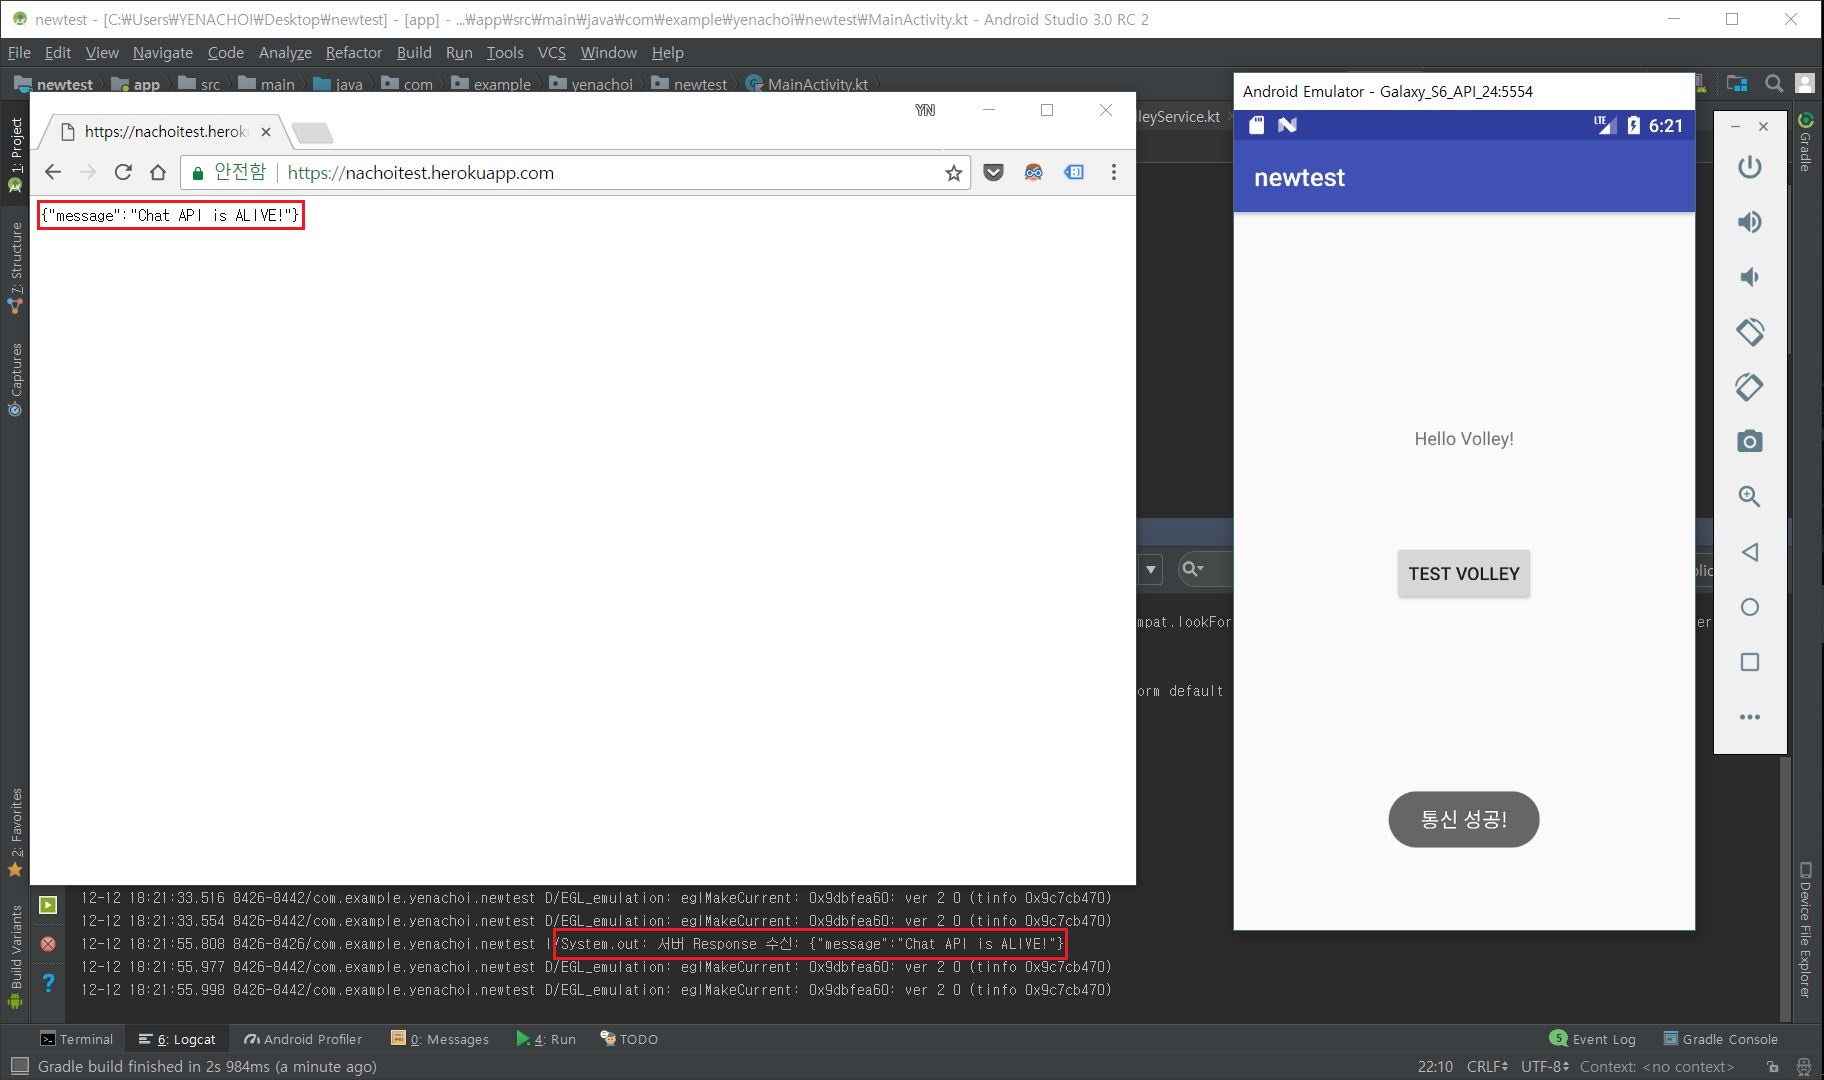 newtest - [C:₩Users₩YENACHOI₩Desktop₩newtest] - [app] - ...₩app₩src₩main₩java₩com₩example₩yenachoi₩newtest₩MainActivity.kt - Android Studio 3.0 RC 2
File Edit View Navigate Code Analyze Refactor Build Run Tools VCS Window Help
newtest app src main java com example yenachoi newtest MainActivity.kt
lleyService.kt
YN
https://nachoitest.heroku
안전함 https://nachoitest.herokuapp.com
{"message":"Chat API is ALIVE!"}
Android Emulator - Galaxy_S6_API_24:5554
LTE 6:21
newtest
Hello Volley!
TEST VOLLEY
통신 성공!
1: Project
7: Structure
Captures
2: Favorites
Build Variants
Gradle
Device File Explorer
mpat.lookFor
er
orm default
12-12 18:21:33.516 8426-8442/com.example.yenachoi.newtest D/EGL_emulation: eglMakeCurrent: 0x9dbfea60: ver 2 0 (tinfo 0x9c7cb470)
12-12 18:21:33.554 8426-8442/com.example.yenachoi.newtest D/EGL_emulation: eglMakeCurrent: 0x9dbfea60: ver 2 0 (tinfo 0x9c7cb470)
12-12 18:21:55.808 8426-8426/com.example.yenachoi.newtest I/System.out: 서버 Response 수신: {"message":"Chat API is ALIVE!"}
12-12 18:21:55.977 8426-8442/com.example.yenachoi.newtest D/EGL_emulation: eglMakeCurrent: 0x9dbfea60: ver 2 0 (tinfo 0x9c7cb470)
12-12 18:21:55.998 8426-8442/com.example.yenachoi.newtest D/EGL_emulation: eglMakeCurrent: 0x9dbfea60: ver 2 0 (tinfo 0x9c7cb470)
Terminal 6: Logcat Android Profiler 0: Messages 4: Run TODO 5 Event Log Gradle Console
Gradle build finished in 2s 984ms (a minute ago) 22:10 CRLF UTF-8 Context: <no context>